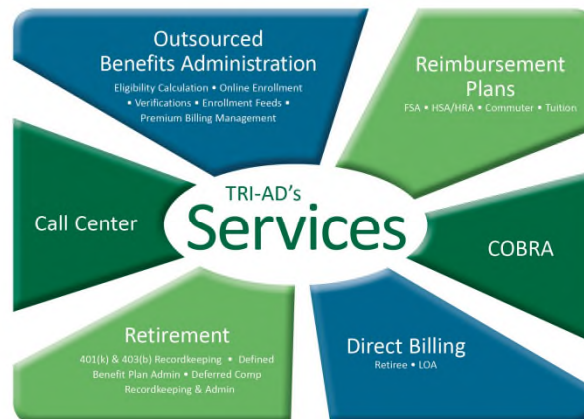 Outsourced
Benefits Administration
Eligibility Calculation • Online Enrollment
• Verifications • Enrollment Feeds •
Premium Billing Management
Reimbursement
Plans
FSA • HSA/HRA • Commuter • Tuition
Call Center
TRI-AD's
Services
COBRA
Retirement
401(k) & 403(b) Recordkeeping • Defined
Benefit Plan Admin • Deferred Comp
Recordkeeping & Admin
Direct Billing
Retiree • LOA